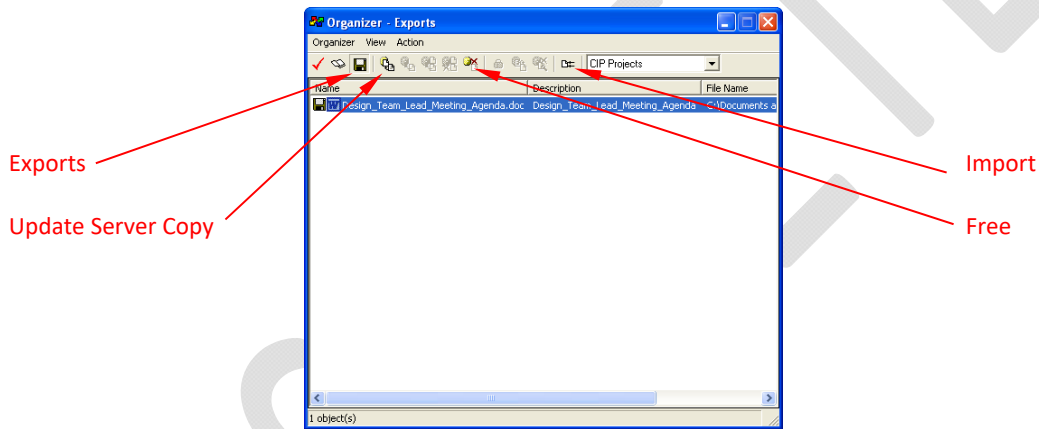 Organizer - Exports
Organizer View Action
CIP Projects
Name Description File Name
Design_Team_Lead_Meeting_Agenda.doc Design_Team_Lead_Meeting_Agenda C:\Documents a
Exports
Import
Update Server Copy
Free
1 object(s)